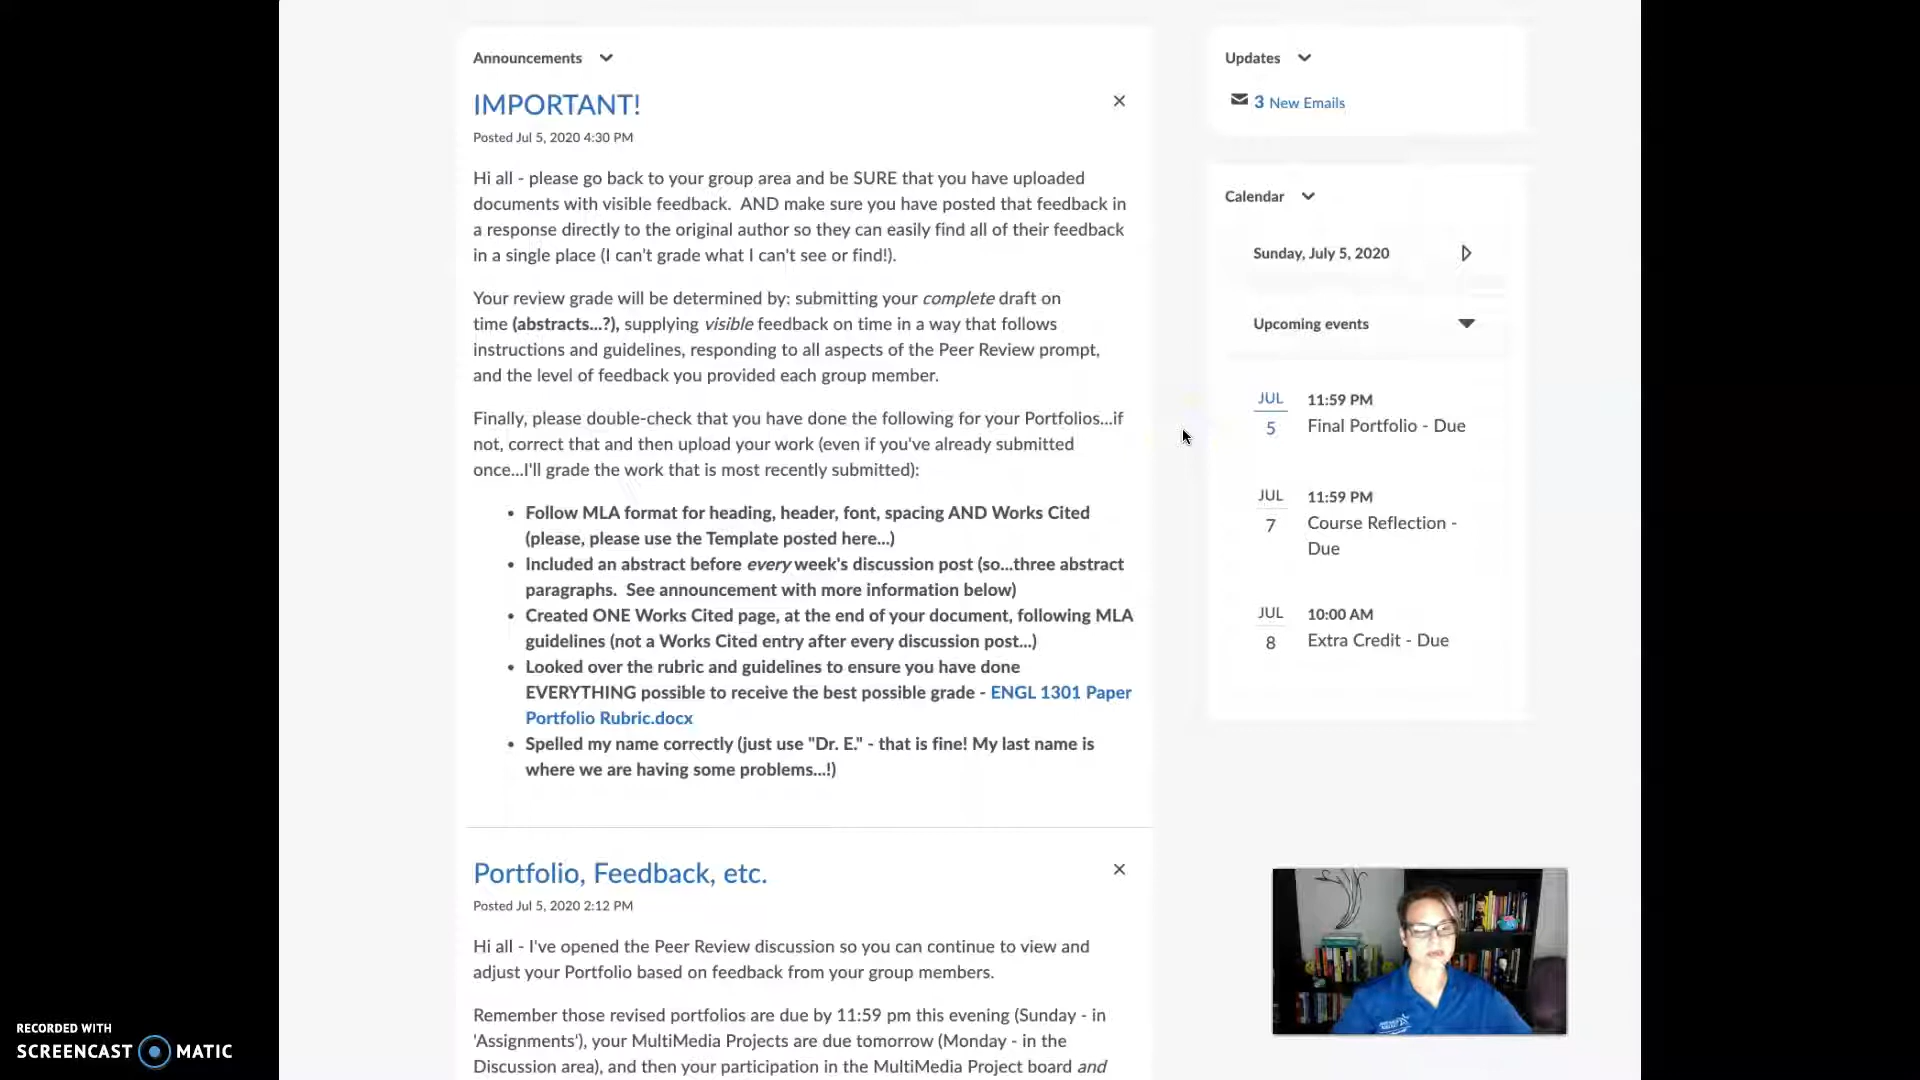 Announcements
IMPORTANT!
Posted Jul 5, 2020 4:30 PM
Hi all - please go back to your group area and be SURE that you have uploaded
documents with visible feedback.  AND make sure you have posted that feedback in
a response directly to the original author so they can easily find all of their feedback
in a single place (I can't grade what I can't see or find!).
Your review grade will be determined by: submitting your complete draft on
time (abstracts...?), supplying visible feedback on time in a way that follows
instructions and guidelines, responding to all aspects of the Peer Review prompt,
and the level of feedback you provided each group member.
Finally, please double-check that you have done the following for your Portfolios...if
not, correct that and then upload your work (even if you've already submitted
once...I'll grade the work that is most recently submitted):
• Follow MLA format for heading, header, font, spacing AND Works Cited
(please, please use the Template posted here...)
• Included an abstract before every week's discussion post (so...three abstract
paragraphs.  See announcement with more information below)
• Created ONE Works Cited page, at the end of your document, following MLA
guidelines (not a Works Cited entry after every discussion post...)
• Looked over the rubric and guidelines to ensure you have done
EVERYTHING possible to receive the best possible grade - ENGL 1301 Paper
Portfolio Rubric.docx
• Spelled my name correctly (just use "Dr. E." - that is fine! My last name is
where we are having some problems...!)
Portfolio, Feedback, etc.
Posted Jul 5, 2020 2:12 PM
Hi all - I've opened the Peer Review discussion so you can continue to view and
adjust your Portfolio based on feedback from your group members.
Remember those revised portfolios are due by 11:59 pm this evening (Sunday - in
'Assignments'), your MultiMedia Projects are due tomorrow (Monday - in the
Discussion area), and then your participation in the MultiMedia Project board and
Updates
3 New Emails
Calendar
Sunday, July 5, 2020
Upcoming events
JUL
5
11:59 PM
Final Portfolio - Due
JUL
7
11:59 PM
Course Reflection -
Due
JUL
8
10:00 AM
Extra Credit - Due
RECORDED WITH
SCREENCAST MATIC